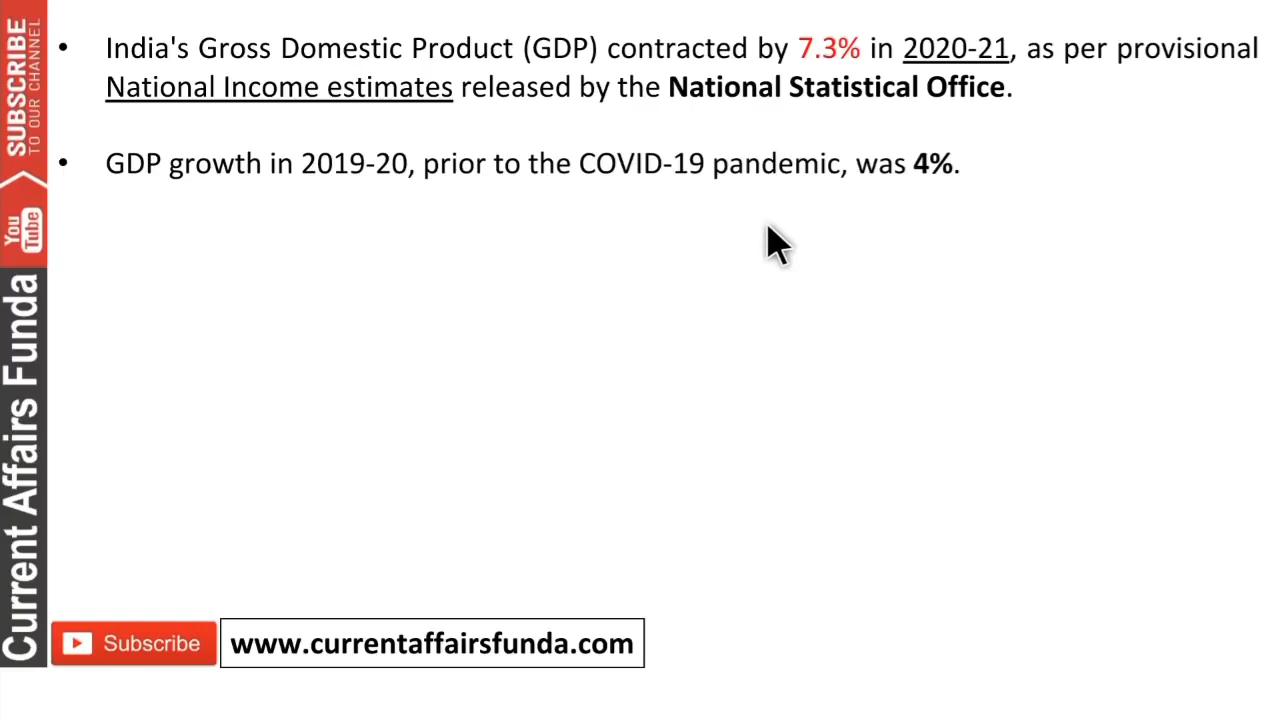 • India's Gross Domestic Product (GDP) contracted by 7.3% in 2020-21, as per provisional
National Income estimates released by the National Statistical Office.
• GDP growth in 2019-20, prior to the COVID-19 pandemic, was 4%.
SUBSCRIBE
TO OUR CHANNEL
You
Tube
Current Affairs Funda
Subscribe
www.currentaffairsfunda.com